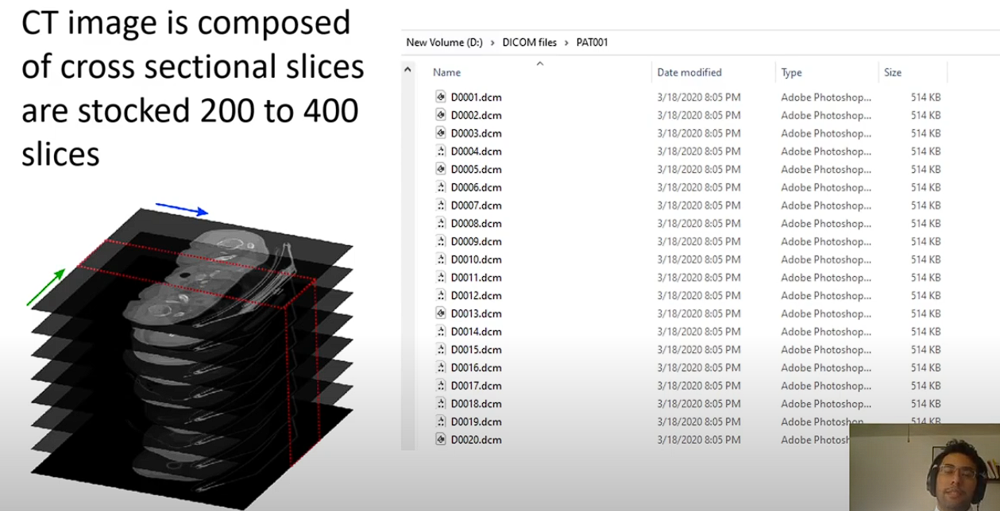 CT image is composed
of cross sectional slices
are stocked 200 to 400
slices
New Volume (D:) › DICOM files › PAT001
Name Date modified Type Size
D0001.dcm 3/18/2020 8:05 PM Adobe Photoshop... 514 KB
D0002.dcm 3/18/2020 8:05 PM Adobe Photoshop... 514 KB
D0003.dcm 3/18/2020 8:05 PM Adobe Photoshop... 514 KB
D0004.dcm 3/18/2020 8:05 PM Adobe Photoshop... 514 KB
D0005.dcm 3/18/2020 8:05 PM Adobe Photoshop... 514 KB
D0006.dcm 3/18/2020 8:05 PM Adobe Photoshop... 514 KB
D0007.dcm 3/18/2020 8:05 PM Adobe Photoshop... 514 KB
D0008.dcm 3/18/2020 8:05 PM Adobe Photoshop... 514 KB
D0009.dcm 3/18/2020 8:05 PM Adobe Photoshop... 514 KB
D0010.dcm 3/18/2020 8:05 PM Adobe Photoshop... 514 KB
D0011.dcm 3/18/2020 8:05 PM Adobe Photoshop... 514 KB
D0012.dcm 3/18/2020 8:05 PM Adobe Photoshop... 514 KB
D0013.dcm 3/18/2020 8:05 PM Adobe Photoshop... 514 KB
D0014.dcm 3/18/2020 8:05 PM Adobe Photoshop... 514 KB
D0015.dcm 3/18/2020 8:05 PM Adobe Photoshop... 514 KB
D0016.dcm 3/18/2020 8:05 PM Adobe Photoshop... 514 KB
D0017.dcm 3/18/2020 8:05 PM Adobe Photoshop... 514 KB
D0018.dcm 3/18/2020 8:05 PM Adobe Photoshop... 514 KB
D0019.dcm 3/18/2020 8:05 PM Adobe Photoshop 514 KB
D0020.dcm 3/18/2020 8:05 PM Adobe Photosh